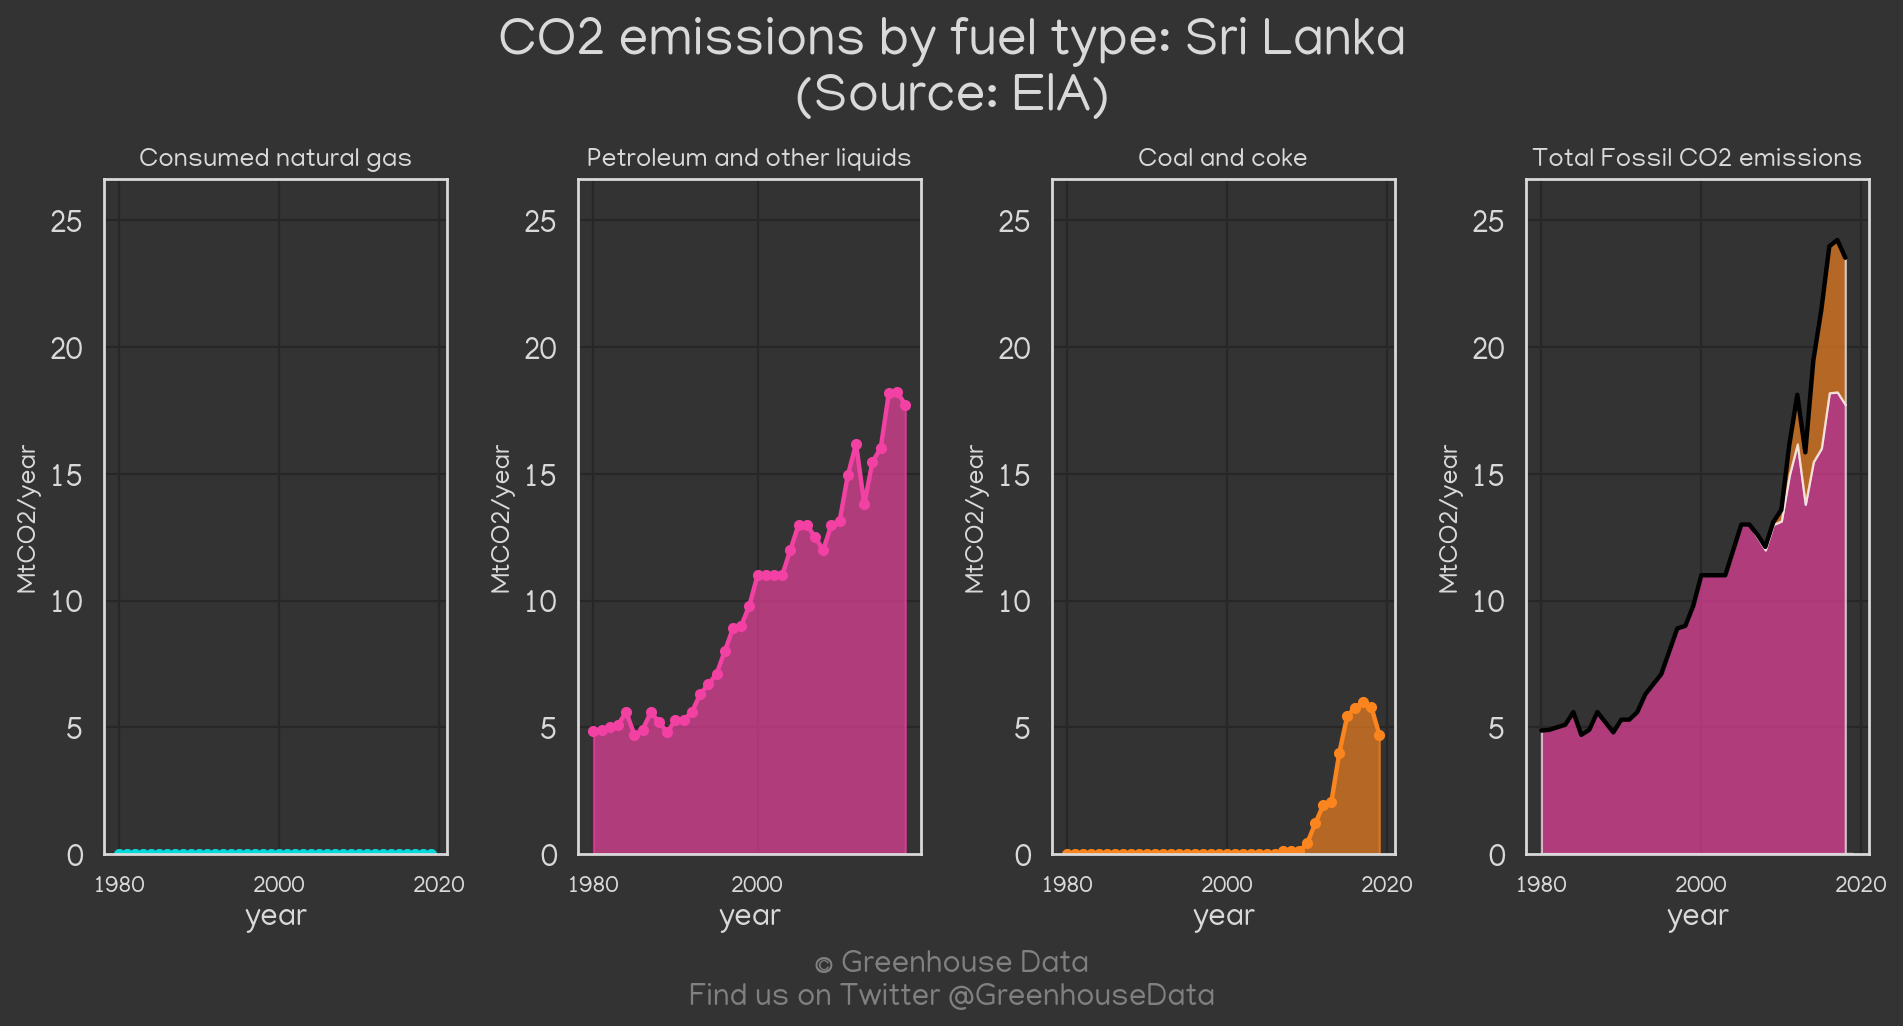 CO2 emissions by fuel type: Sri Lanka
(Source: EIA)
Consumed natural gas
25
20
15
10
5
0
MtCO2/year
1980 2000 2020
year
Petroleum and other liquids
25
20
15
10
5
0
MtCO2/year
1980 2000
year
Coal and coke
25
20
15
10
5
0
MtCO2/year
1980 2000 2020
year
Total Fossil CO2 emissions
25
20
15
10
5
0
MtCO2/year
1980 2000 2020
year
© Greenhouse Data
Find us on Twitter @GreenhouseData